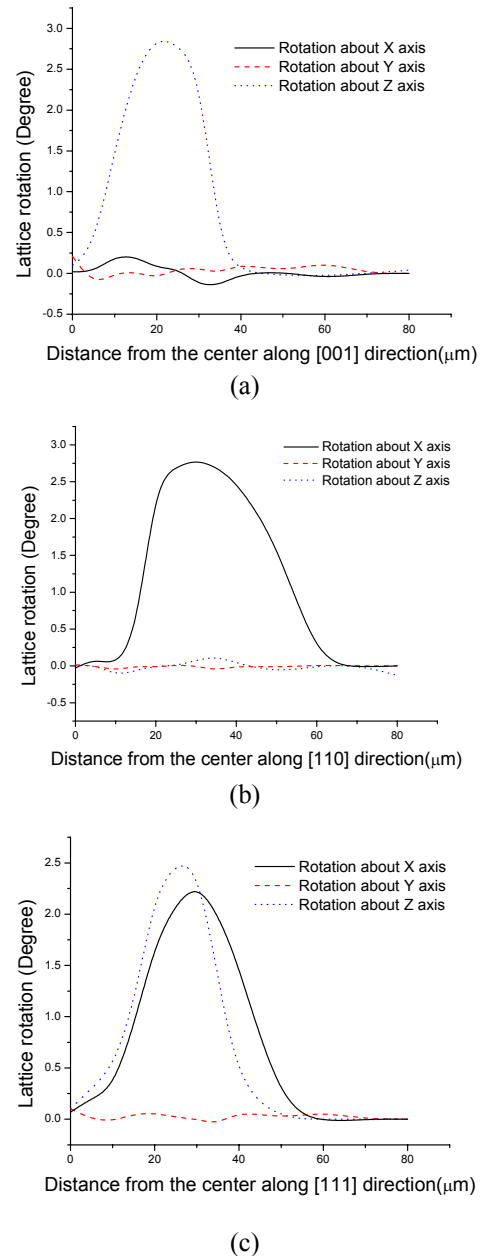 Rotation about X axis
Rotation about Y axis
Rotation about Z axis
3.0
2.5
2.0
1.5
1.0
0.5
0.0
-0.5
Lattice rotation (Degree)
0 20 40 60 80
Distance from the center along [001] direction(μm)
(a)
Rotation about X axis
Rotation about Y axis
Rotation about Z axis
3.0
2.5
2.0
1.5
1.0
0.5
0.0
-0.5
Lattice rotation (Degree)
0 20 40 60 80
Distance from the center along [110] direction(μm)
(b)
Rotation about X axis
Rotation about Y axis
Rotation about Z axis
2.5
2.0
1.5
1.0
0.5
0.0
Lattice rotation (Degree)
0 20 40 60 80
Distance from the center along [111] direction(μm)
(c)